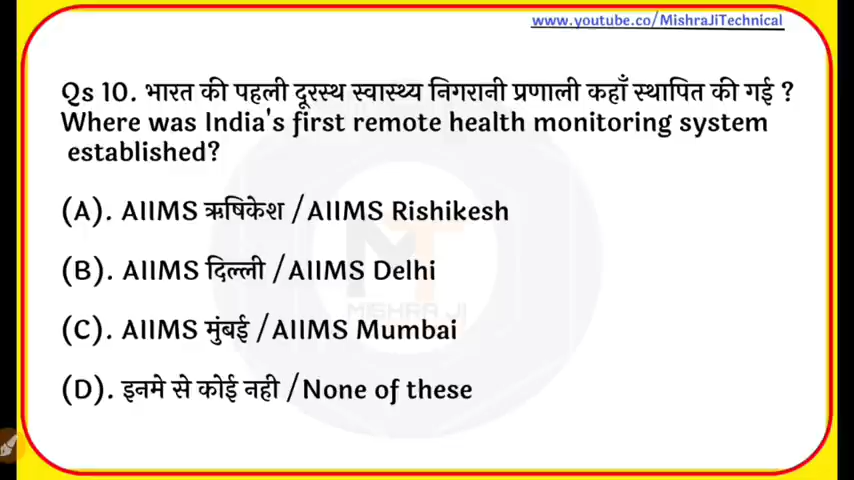 www.youtube.co/MishraJiTechnical
Qs 10. भारत की पहली दूरस्थ स्वास्थ्य निगरानी प्रणाली कहाँ स्थापित की गई ?
Where was India's first remote health monitoring system
established?
(A). AIIMS ऋषिकेश /AIIMS Rishikesh
(B). AIIMS दिल्ली /AIIMS Delhi
(C). AIIMS मुंबई /AIIMS Mumbai
MISHRA JI
(D). इनमे से कोई नही /None of these